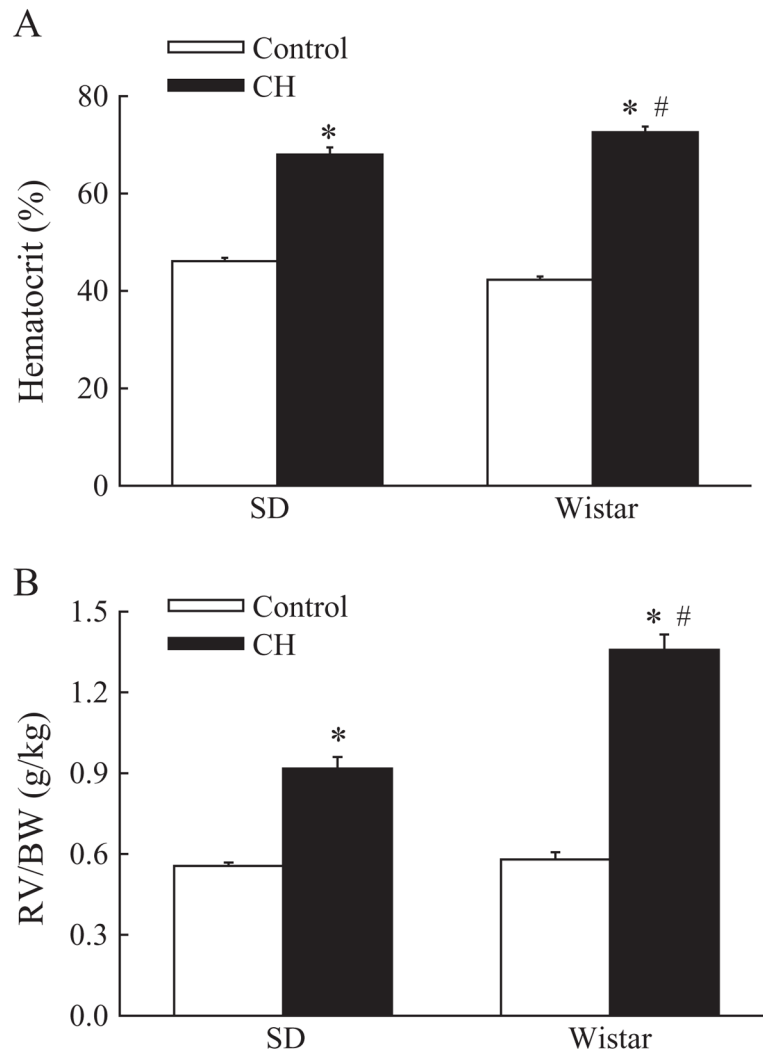 A
Control
CH
80
* #
*
60
40
20
0
Hematocrit (%)
SD Wistar
B
Control
CH
1.5
* #
1.2
*
0.9
0.6
0.3
0.0
RV/BW (g/kg)
SD Wistar